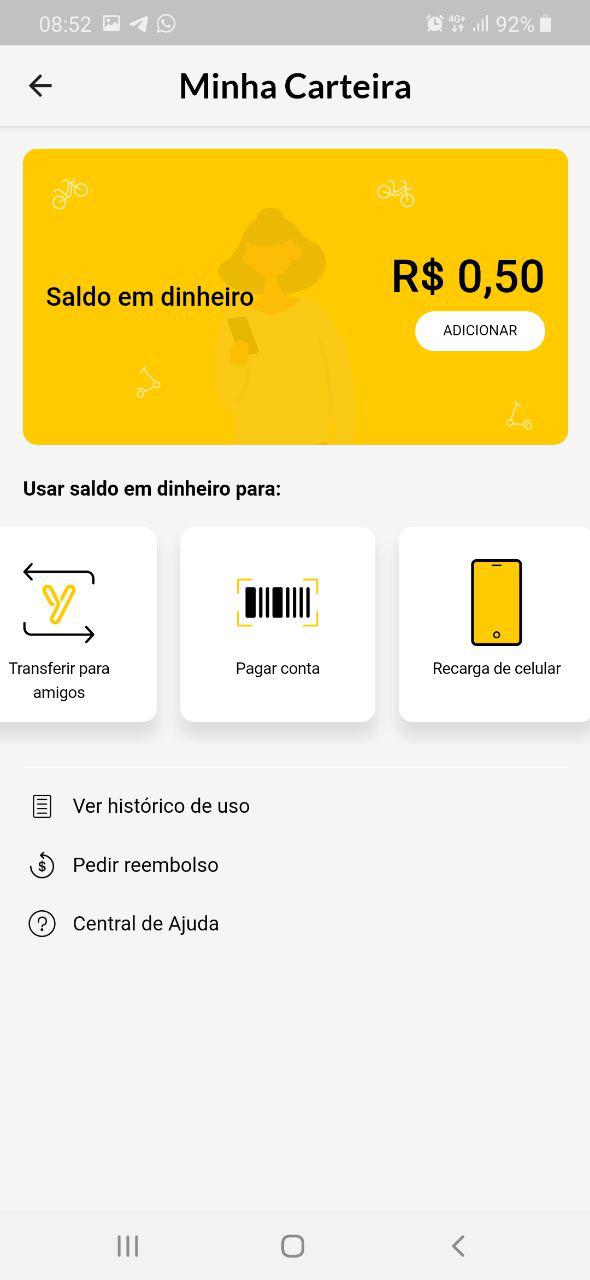 08:52
4G+
92%
Minha Carteira
Saldo em dinheiro
R$ 0,50
ADICIONAR
Usar saldo em dinheiro para:
Transferir para
amigos
Pagar conta
Recarga de celular
Ver histórico de uso
Pedir reembolso
Central de Ajuda